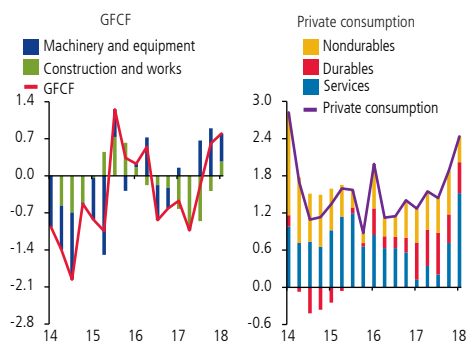 GFCF
Machinery and equipment
Construction and works
GFCF
1.4
0.7
0.0
-0.7
-1.4
-2.1
-2.8
14 15 16 17 18
Private consumption
Nondurables
Durables
Services
Private consumption
3.0
2.4
1.8
1.2
0.6
0.0
-0.6
14 15 16 17 18